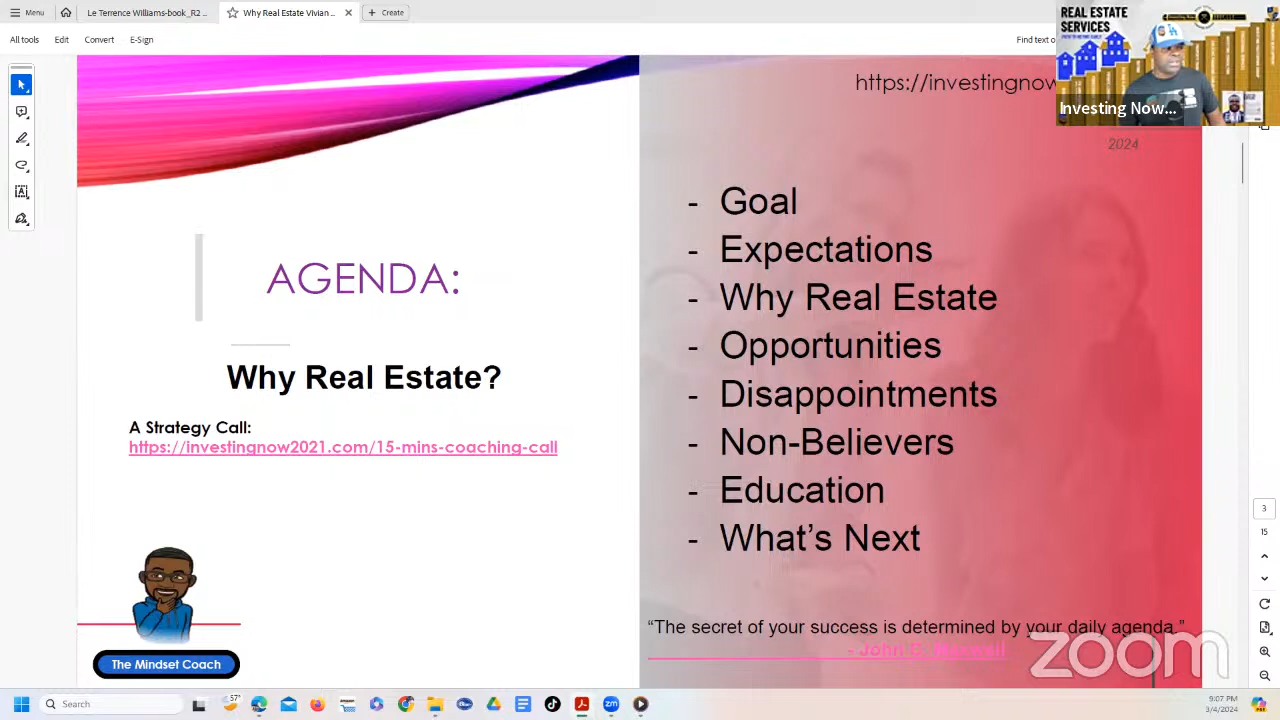 Menu
Le Terrence Williams-book_R2 ...
Why Real Estate Vivian ...
Create
All tools
Edit
Convert
E-Sign
Find text o
REAL ESTATE
SERVICES
Investing Now...
https://investingnow
2024
AGENDA:
Why Real Estate?
A Strategy Call:
https://investingnow2021.com/15-mins-coaching-call
The Mindset Coach
- Goal
- Expectations
- Why Real Estate
- Opportunities
- Disappointments
- Non-Believers
- Education
- What's Next
“The secret of your success is determined by your daily agenda.”
- John C. Maxwell
zoom
3
15
Search
57°
9:07 PM
3/4/2024